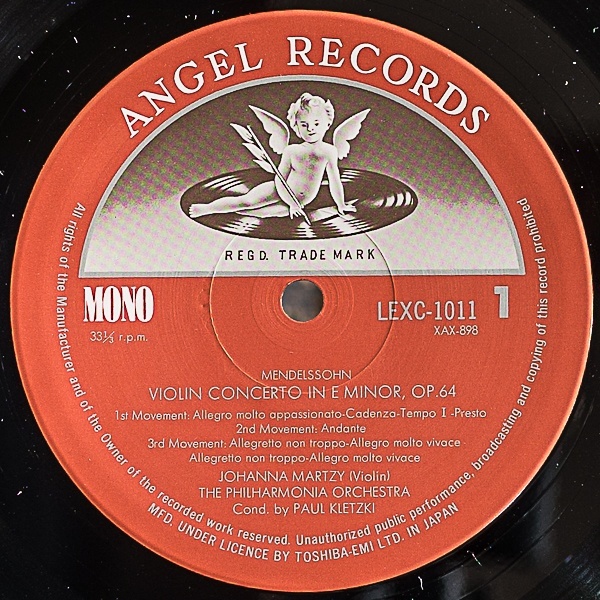 ANGEL RECORDS
REGD. TRADE MARK
MONO
33⅓ r.p.m.
LEXC-1011 1
XAX-898
MENDELSSOHN
VIOLIN CONCERTO IN E MINOR, OP.64
1st Movement: Allegro molto appassionato-Cadenza-Tempo I -Presto
2nd Movement: Andante
3rd Movement: Allegretto non troppo-Allegro molto vivace
Allegretto non troppo-Allegro molto vivace
JOHANNA MARTZY (Violin)
THE PHILHARMONIA ORCHESTRA
Cond. by PAUL KLETZKI
All rights of the Manufacturer and of the Owner of the recorded work reserved. Unauthorized public performance, broadcasting and copying of this record prohibited
MFD. UNDER LICENCE BY TOSHIBA-EMI LTD. IN JAPAN